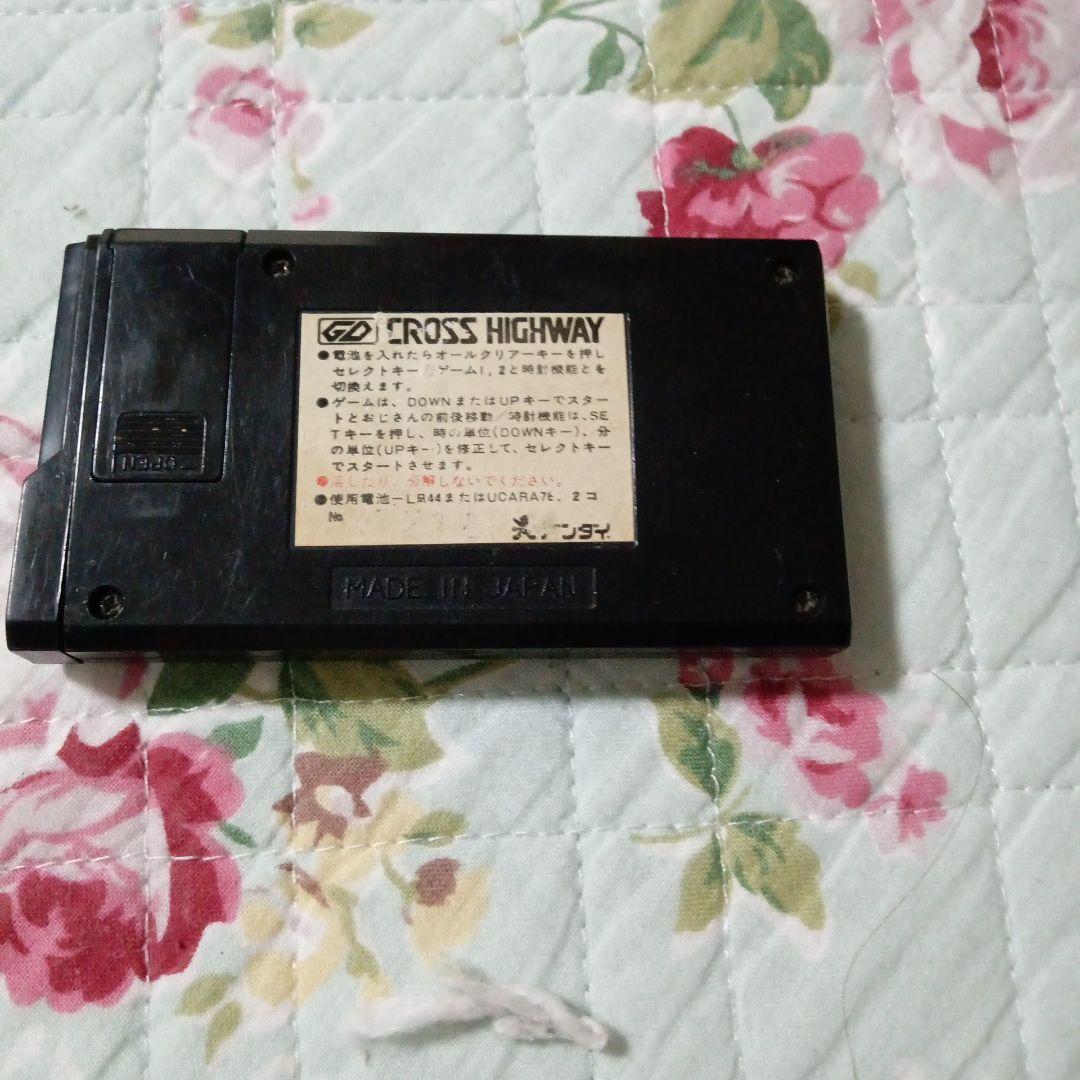 GD CROSS HIGHWAY
●電池を入れたらオールクリアーキーを押し
セレクトキー ゲーム1, 2と時計機能とを
切換えます。
●ゲームは、DOWNまたはUPキーでスター
トとおじさんの前後移動/時計機能は、SE
Tキーを押し、時の単位(DOWNキー)、分
の単位(UPキー)を修正して、セレクトキー
でスタートさせます。
●落したり、分解しないでください。
●使用電池-LR44またはUCARA76、2コ
№
バンダイ
OPEN
MADE IN JAPAN